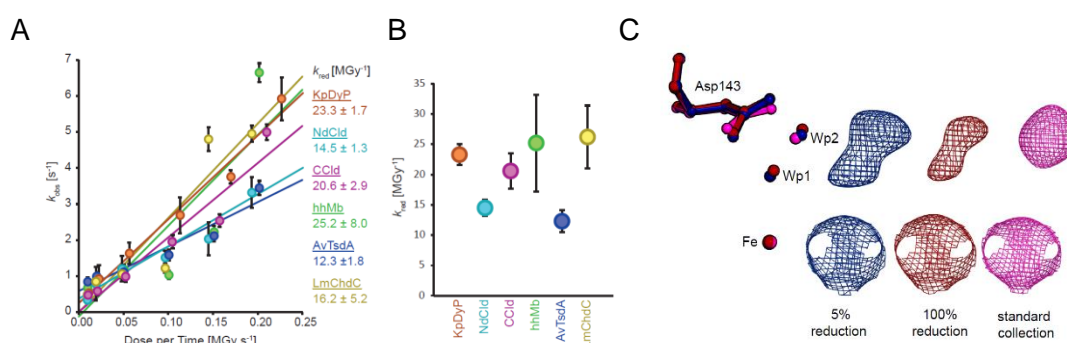 A
7
6
5
4
3
2
1
0
0.00
0.05
0.10
0.15
0.20
0.25
k_obs [s⁻¹]
Dose per Time [MGy s⁻¹]
k_red [MGy⁻¹]
KpDyP
23.3 ± 1.7
NdCld
14.5 ± 1.3
CCld
20.6 ± 2.9
hhMb
25.2 ± 8.0
AvTsdA
12.3 ±1.8
LmChdC
16.2 ± 5.2
B
35
30
25
20
15
10
5
0
k_red [MGy⁻¹]
KpDyP
NdCld
CCld
hhMb
AvTsdA
LmChdC
C
Asp143
Wp2
Wp1
Fe
5%
reduction
100%
reduction
standard
collection